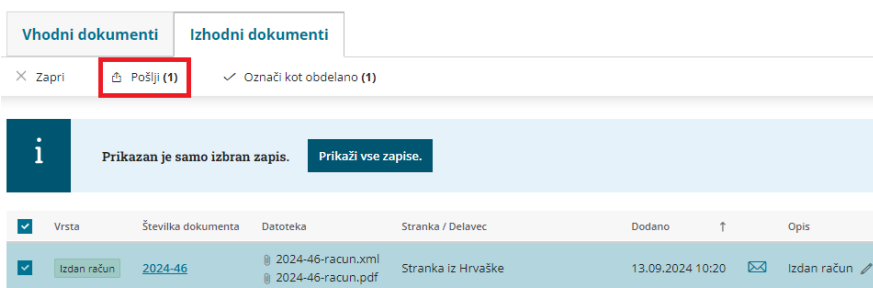 Vhodni dokumenti Izhodni dokumenti
Zapri Pošlji (1) Označi kot obdelano (1)
i Prikazan je samo izbran zapis. Prikaži vse zapise.
Vrsta Številka dokumenta Datoteka Stranka / Delavec Dodano ↑ Opis
Izdan račun 2024-46 2024-46-racun.xml Stranka iz Hrvaške 13.09.2024 10:20 Izdan račun
2024-46-racun.pdf